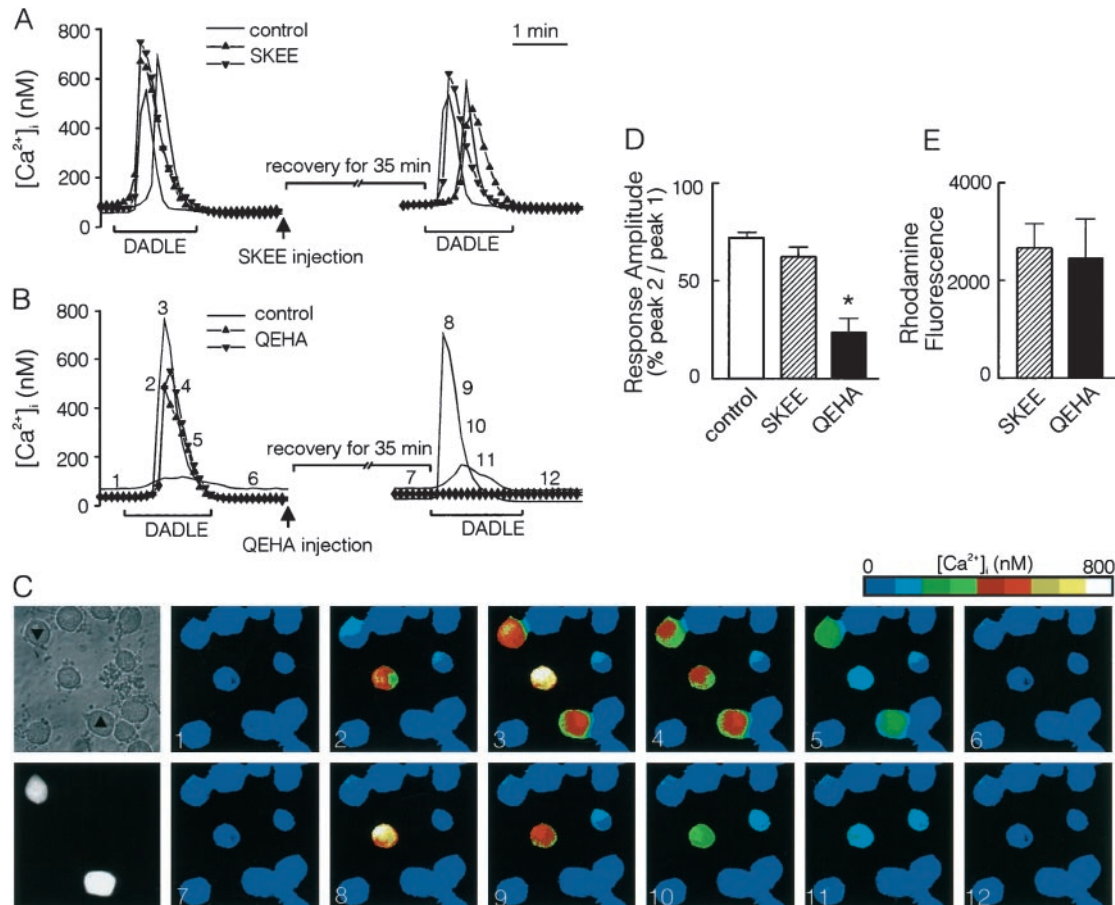 A
800
600
400
200
0
[Ca²⁺]ᵢ (nM)
control
SKEE
1 min
recovery for 35 min
DADLE
SKEE injection
DADLE
B
800
600
400
200
0
[Ca²⁺]ᵢ (nM)
control
QEHA
1
2
3
4
5
6
7
8
9
10
11
12
recovery for 35 min
DADLE
QEHA injection
DADLE
D
100
50
0
Response Amplitude
(% peak 2 / peak 1)
*
control
SKEE
QEHA
E
4000
2000
0
Rhodamine
Fluorescence
SKEE
QEHA
C
0 [Ca²⁺]ᵢ (nM) 800
1 2 3 4 5 6
7 8 9 10 11 12